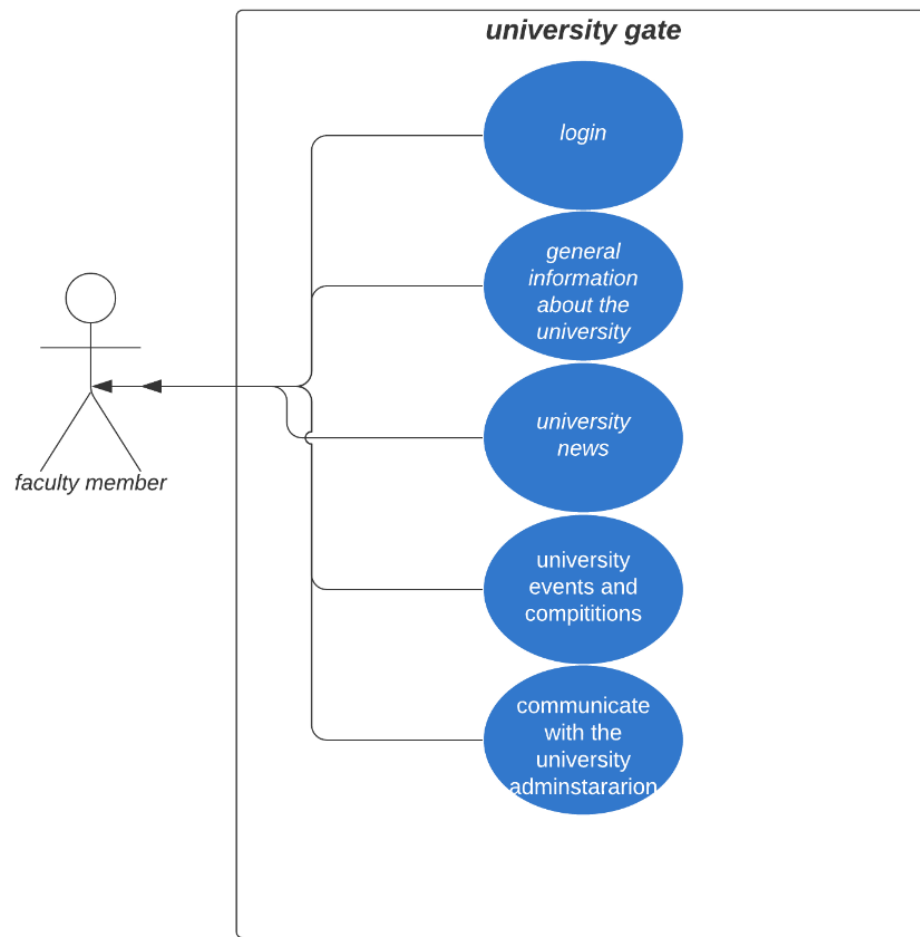 university gate
login
general
information
about the
university
university
news
faculty member
university
events and
compititions
communicate
with the
university
adminstararion